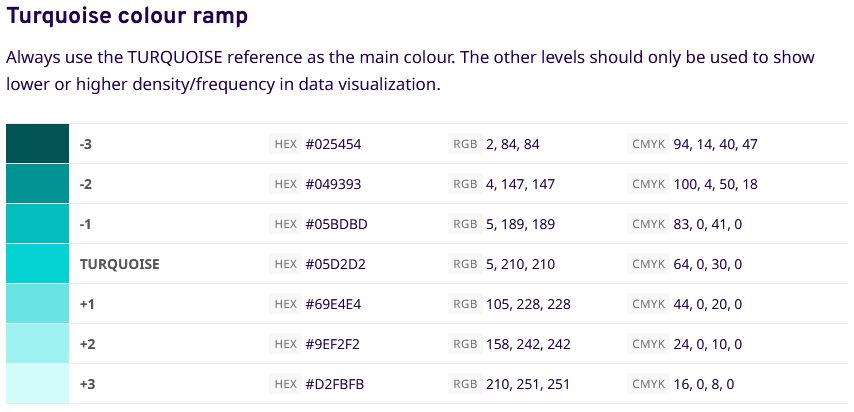 Turquoise colour ramp
Always use the TURQUOISE reference as the main colour. The other levels should only be used to show
lower or higher density/frequency in data visualization.
-3 HEX #025454 RGB 2, 84, 84 CMYK 94, 14, 40, 47
-2 HEX #049393 RGB 4, 147, 147 CMYK 100, 4, 50, 18
-1 HEX #05BDBD RGB 5, 189, 189 CMYK 83, 0, 41, 0
TURQUOISE HEX #05D2D2 RGB 5, 210, 210 CMYK 64, 0, 30, 0
+1 HEX #69E4E4 RGB 105, 228, 228 CMYK 44, 0, 20, 0
+2 HEX #9EF2F2 RGB 158, 242, 242 CMYK 24, 0, 10, 0
+3 HEX #D2FBFB RGB 210, 251, 251 CMYK 16, 0, 8, 0